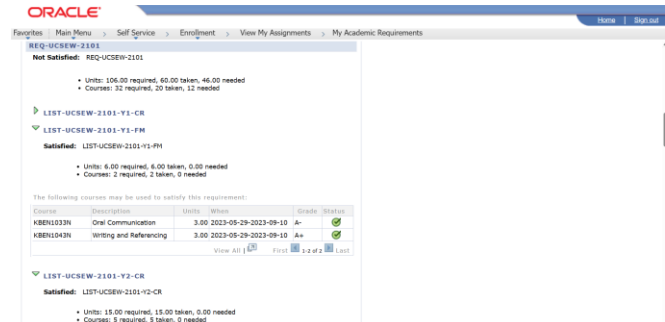 ORACLE
Home | Sign out
Favorites Main Menu > Self Service > Enrollment > View My Assignments > My Academic Requirements
REQ-UCSEW-2101
Not Satisfied: REQ-UCSEW-2101
• Units: 106.00 required, 60.00 taken, 46.00 needed
• Courses: 32 required, 20 taken, 12 needed
LIST-UCSEW-2101-Y1-CR
LIST-UCSEW-2101-Y1-FM
Satisfied: LIST-UCSEW-2101-Y1-FM
• Units: 6.00 required, 6.00 taken, 0.00 needed
• Courses: 2 required, 2 taken, 0 needed
The following courses may be used to satisfy this requirement:
Course Description Units When Grade Status
KBEN1033N Oral Communication 3.00 2023-05-29-2023-09-10 A-
KBEN1043N Writing and Referencing 3.00 2023-05-29-2023-09-10 A+
View All | First 1-2 of 2 Last
LIST-UCSEW-2101-Y2-CR
Satisfied: LIST-UCSEW-2101-Y2-CR
• Units: 15.00 required, 15.00 taken, 0.00 needed
• Courses: 5 required, 5 taken, 0 needed